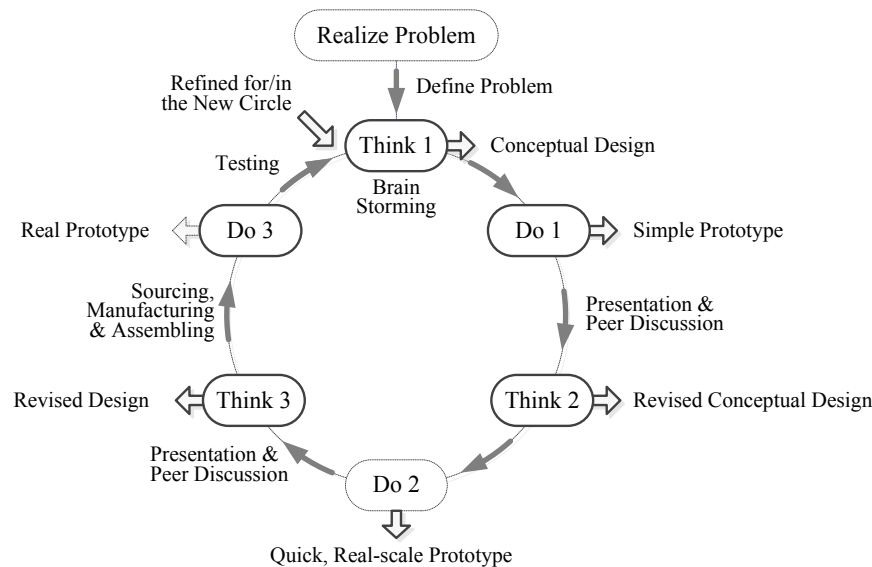 Realize Problem
Define Problem
Refined for/in
the New Circle
Think 1
Conceptual Design
Brain
Storming
Testing
Real Prototype
Do 3
Do 1
Simple Prototype
Sourcing,
Manufacturing
& Assembling
Presentation &
Peer Discussion
Revised Design
Think 3
Think 2
Revised Conceptual Design
Presentation &
Peer Discussion
Do 2
Quick, Real-scale Prototype